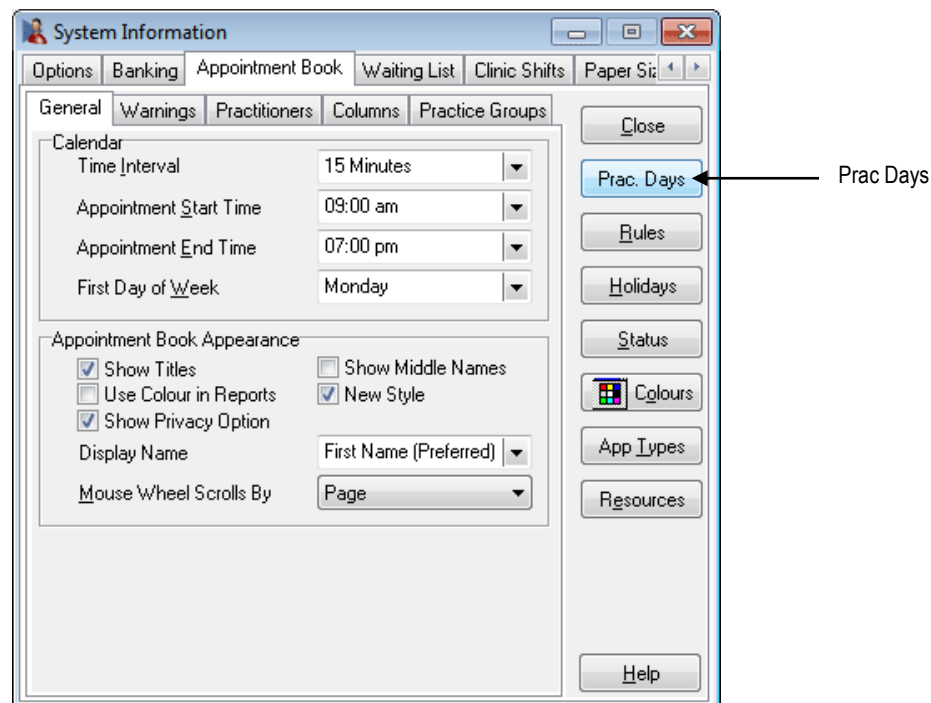 System Information
Options Banking Appointment Book Waiting List Clinic Shifts Paper Siz
General Warnings Practitioners Columns Practice Groups
Close
Calendar
Time Interval 15 Minutes
Prac. Days
Prac Days
Appointment Start Time 09:00 am
Rules
Appointment End Time 07:00 pm
First Day of Week Monday
Holidays
Appointment Book Appearance
Status
Show Titles Show Middle Names
Use Colour in Reports New Style
Colours
Show Privacy Option
Display Name First Name (Preferred)
App Types
Mouse Wheel Scrolls By Page
Resources
Help